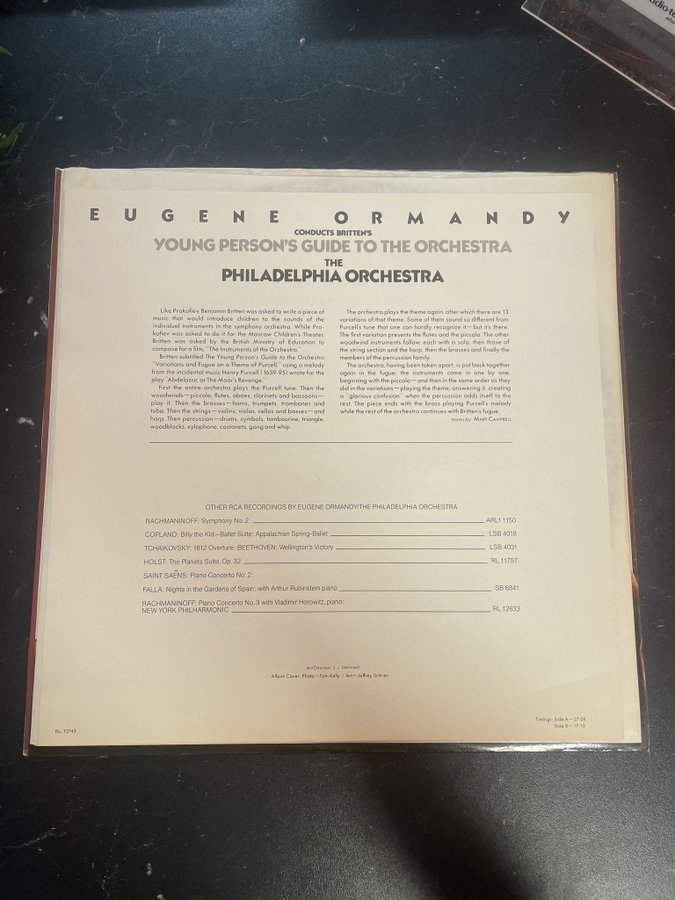 EUGENE ORMANDY
CONDUCTS BRITTEN'S
YOUNG PERSON'S GUIDE TO THE ORCHESTRA
THE
PHILADELPHIA ORCHESTRA
Like Prokofiev, Benjamin Britten was asked to write a piece of
music that would introduce children to the sounds of the
individual instruments in the symphony orchestra. While Pro-
kofiev was asked to do it for the Moscow Children's Theater,
Britten was asked by the British Ministry of Education to
compose for a film, "The Instruments of the Orchestra."
Britten subtitled The Young Person's Guide to the Orchestra
"Variations and Fugue on a Theme of Purcell," using a melody
from the incidental music Henry Purcell (1659-95) wrote for the
play "Abdelazar, or The Moor's Revenge."
First the entire orchestra plays the Purcell tune. Then the
woodwinds—piccolo, flutes, oboes, clarinets and bassoons—
play it. Then the brasses—horns, trumpets, trombones and
tuba. Then the strings—violins, violas, cellos and basses—and
harp. Then percussion—drums, cymbals, tambourine, triangle,
woodblocks, xylophone, castanets, gong and whip.
The orchestra plays the theme again, after which there are 13
variations of that theme. Some of them sound so different from
Purcell's tune that one can hardly recognize it—but it's there.
The first variation presents the flutes and the piccolo. The other
woodwind instruments follow, each with a solo, then those of
the string section and the harp, then the brasses and finally the
members of the percussion family.
The orchestra, having been taken apart, is put back together
again in the fugue; the instruments come in one by one,
beginning with the piccolo—and then in the same order as they
did in the variations—playing the theme, answering it, creating
a "glorious confusion" when the percussion adds itself to the
rest. The piece ends with the brass playing Purcell's melody
while the rest of the orchestra continues with Britten's fugue.
Notes by MARY CAMPBELL
OTHER RCA RECORDINGS BY EUGENE ORMANDY/THE PHILADELPHIA ORCHESTRA
RACHMANINOFF: Symphony No. 2 ARL1 1150
COPLAND: Billy the Kid—Ballet Suite: Appalachian Spring-Ballet LSB 4018
TCHAIKOVSKY: 1812 Overture: BEETHOVEN: Wellington's Victory LSB 4031
HOLST: The Planets Suite, Op. 32 RL 11797
SAINT SAËNS: Piano Concerto No. 2:
FALLA: Nights in the Gardens of Spain: with Arthur Rubinstein piano SB 6841
RACHMANINOFF: Piano Concerto No. 3 with Vladimir Horowitz, piano:
NEW YORK PHILHARMONIC RL 12633
Art Director: J. J. Stelmach
Album Cover: Photo—Tom Kelly / Art—Jeffrey Schrier
Timings: Side A—27:08
Side B—17:10
RL 12743